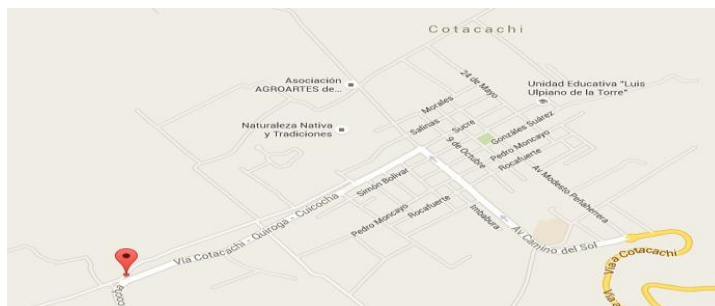 Cotacachi
Asociación
AGROARTES de...
24 de Mayo
Unidad Educativa "Luis
Ulpiano de la Torre"
Morales
Salinas
Sucre
Gonzáles Suárez
Naturaleza Nativa
y Tradiciones
9 de Octubre
Pedro Moncayo
Rocafuerte
Simón Bolívar
Av Modesto Peñaherrera
Pedro Moncayo
Rocafuerte
Imbabura
Av Camino del Sol
Vía Cotacachi - Quiroga - Cuicocha
Vía a Cotacachi